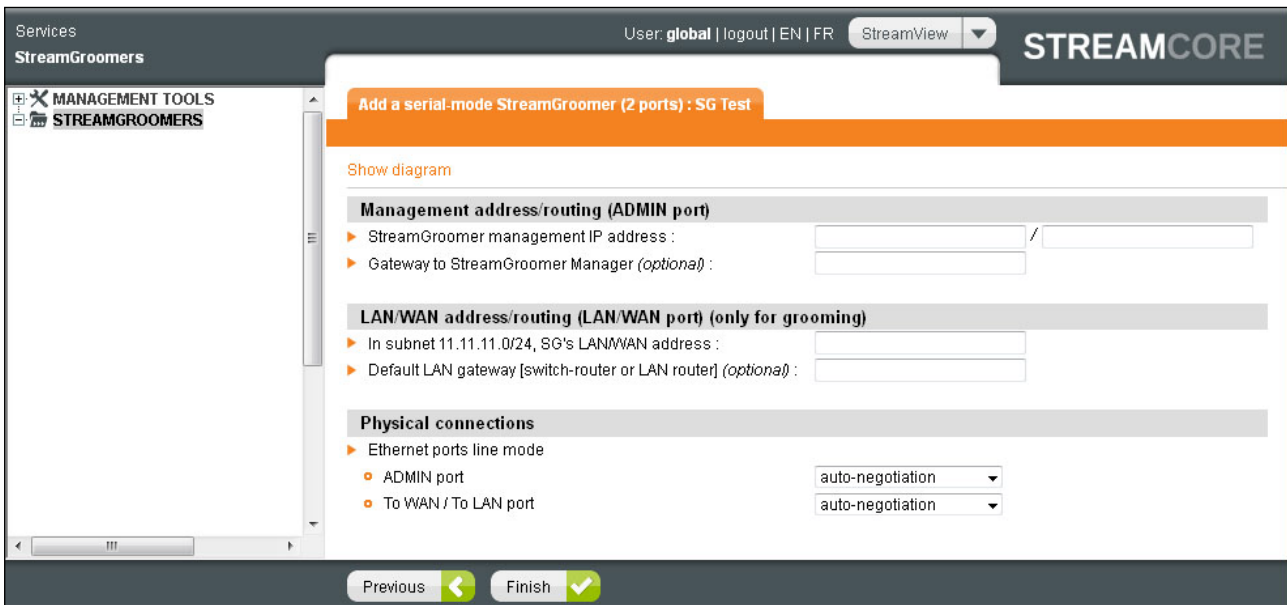 Services
StreamGroomers
User: global | logout | EN | FR
StreamView
STREAMCORE
MANAGEMENT TOOLS
STREAMGROOMERS
Add a serial-mode StreamGroomer (2 ports) : SG Test
Show diagram
Management address/routing (ADMIN port)
StreamGroomer management IP address : /
Gateway to StreamGroomer Manager (optional) :
LAN/WAN address/routing (LAN/WAN port) (only for grooming)
In subnet 11.11.11.0/24, SG's LAN/WAN address :
Default LAN gateway [switch-router or LAN router] (optional) :
Physical connections
Ethernet ports line mode
ADMIN port auto-negotiation
To WAN / To LAN port auto-negotiation
Previous Finish